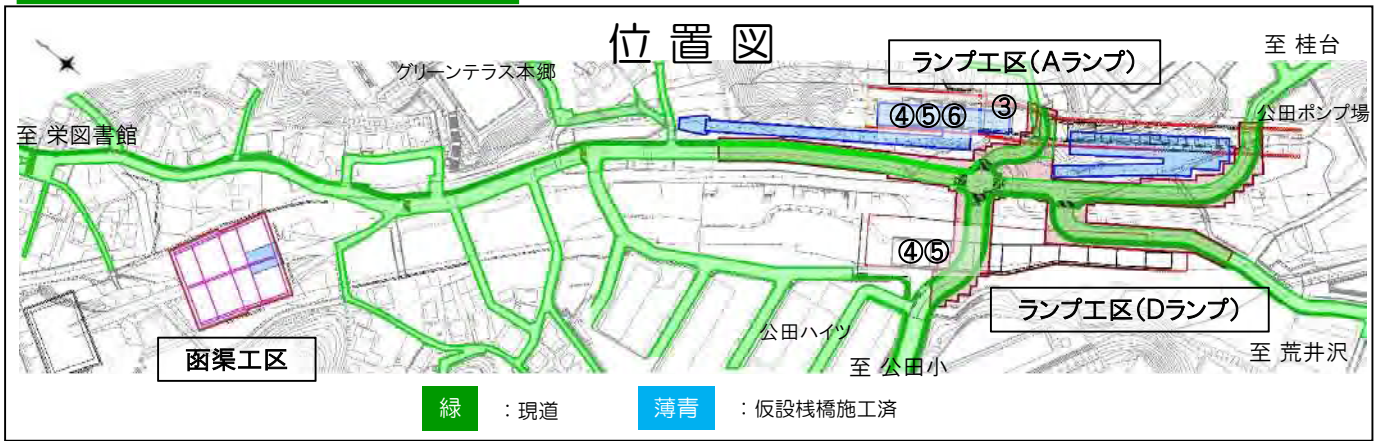 位置図
グリーンテラス本郷
ランプ工区(Aランプ)
至 桂台
至 栄図書館
④⑤⑥
③
公田ポンプ場
④⑤
函渠工区
公田ハイツ
ランプ工区(Dランプ)
至 公田小
至 荒井沢
緑 :現道
薄青 :仮設桟橋施工済